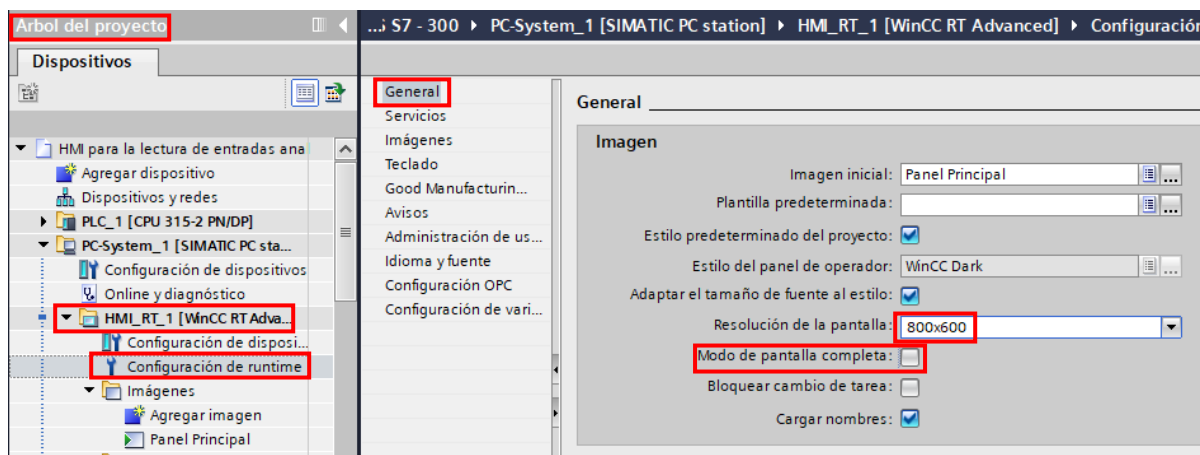 Arbol del proyecto
...S S7 - 300 ▸ PC-System_1 [SIMATIC PC station] ▸ HMI_RT_1 [WinCC RT Advanced] ▸ Configuración
Dispositivos
HMI para la lectura de entradas ana
Agregar dispositivo
Dispositivos y redes
PLC_1 [CPU 315-2 PN/DP]
PC-System_1 [SIMATIC PC sta...
Configuración de dispositivos
Online y diagnóstico
HMI_RT_1 [WinCC RT Adva...
Configuración de disposi...
Configuración de runtime
Imágenes
Agregar imagen
Panel Principal
General
Servicios
Imágenes
Teclado
Good Manufacturin...
Avisos
Administración de us...
Idioma y fuente
Configuración OPC
Configuración de vari...
General
Imagen
Imagen inicial: Panel Principal
Plantilla predeterminada:
Estilo predeterminado del proyecto:
Estilo del panel de operador: WinCC Dark
Adaptar el tamaño de fuente al estilo:
Resolución de la pantalla: 800x600
Modo de pantalla completa:
Bloquear cambio de tarea:
Cargar nombres: